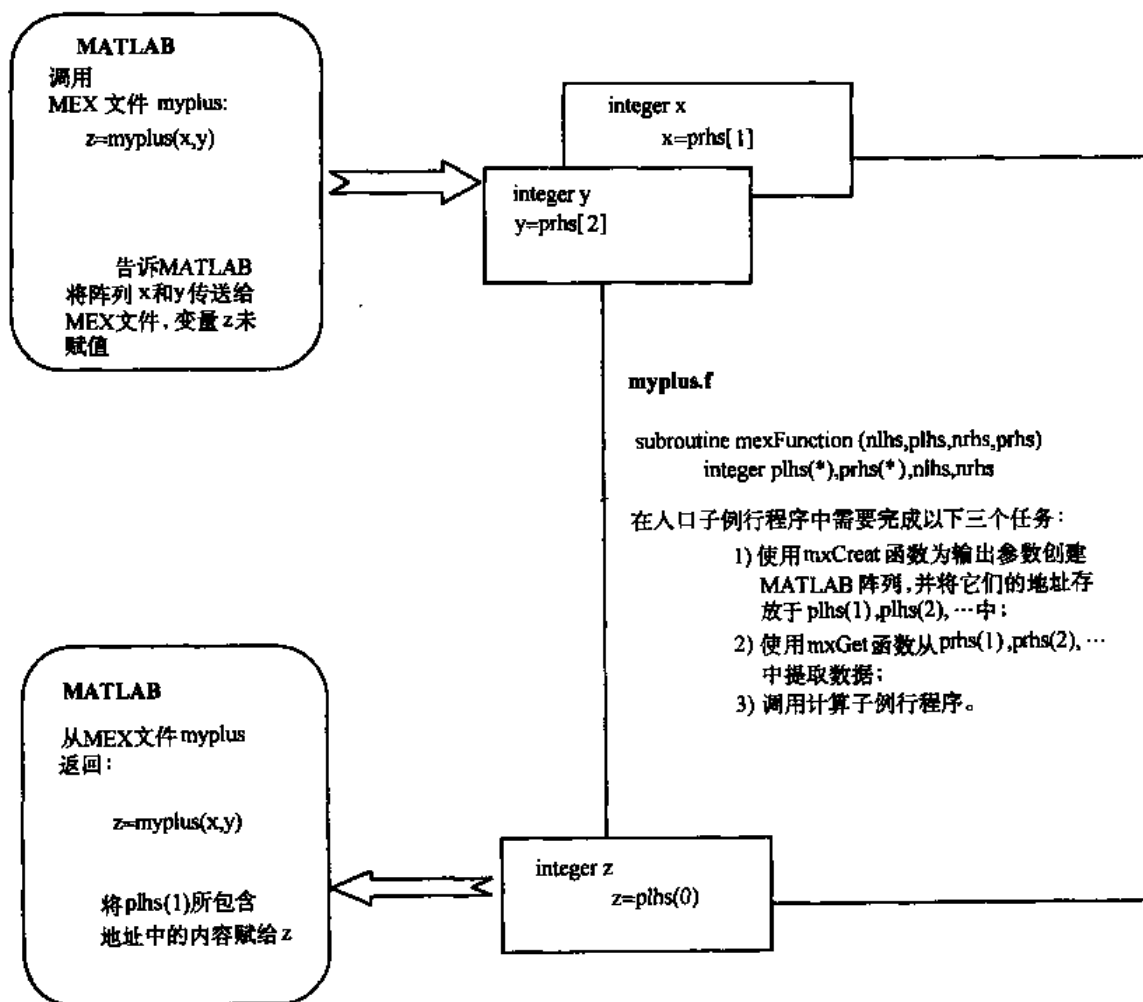 MATLAB
调用
MEX 文件 myplus:
z=myplus(x,y)
告诉MATLAB
将阵列 x和y 传送给
MEX文件, 变量 z 未
赋值
integer x
x=prhs[1]
integer y
y=prhs[2]
myplus.f
subroutine mexFunction (nlhs,plhs,nrhs,prhs)
integer plhs(*),prhs(*),nlhs,nrhs
在人口子例行程序中需要完成以下三个任务：
1) 使用mxCreat 函数为输出参数创建
MATLAB 阵列,并将它们的地址存
放于 plhs(1),plhs(2), …中；
2) 使用mxGet 函数从prhs(1),prhs(2), …
中提取数据；
3) 调用计算子例行程序。
MATLAB
从MEX文件 myplus
返回：
z=myplus(x,y)
将plhs(1)所包含
地址中的内容赋给 z
integer z
z=plhs(0)